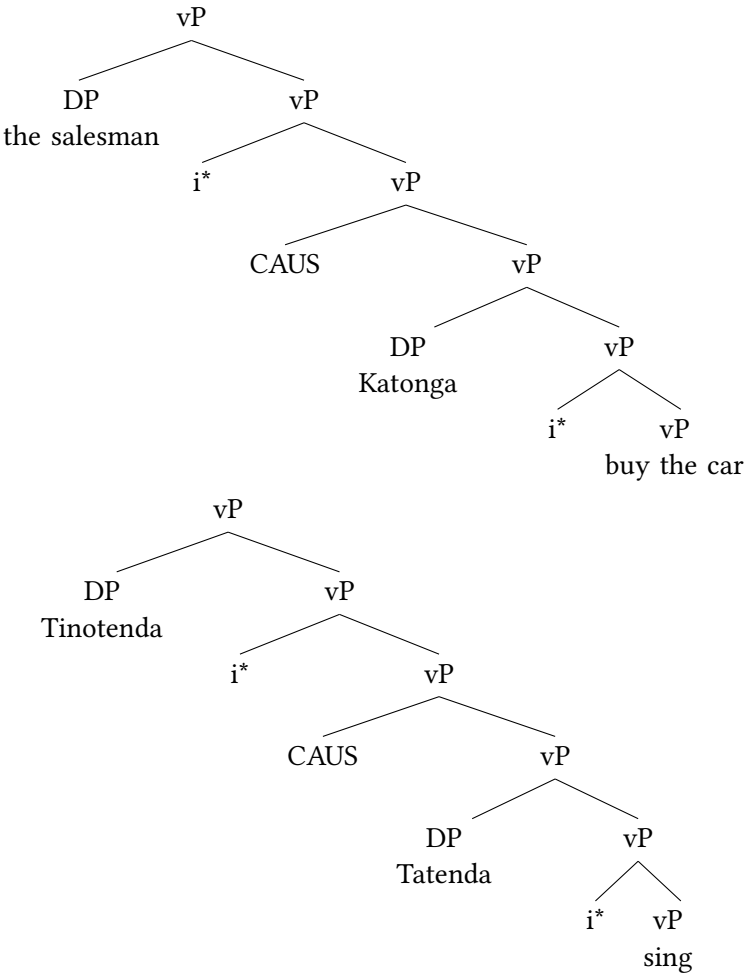 vP
DP
vP
the salesman
i*
vP
CAUS
vP
DP
vP
Katonga
i*
vP
buy the car
vP
DP
vP
Tinotenda
i*
vP
CAUS
vP
DP
vP
Tatenda
i*
vP
sing